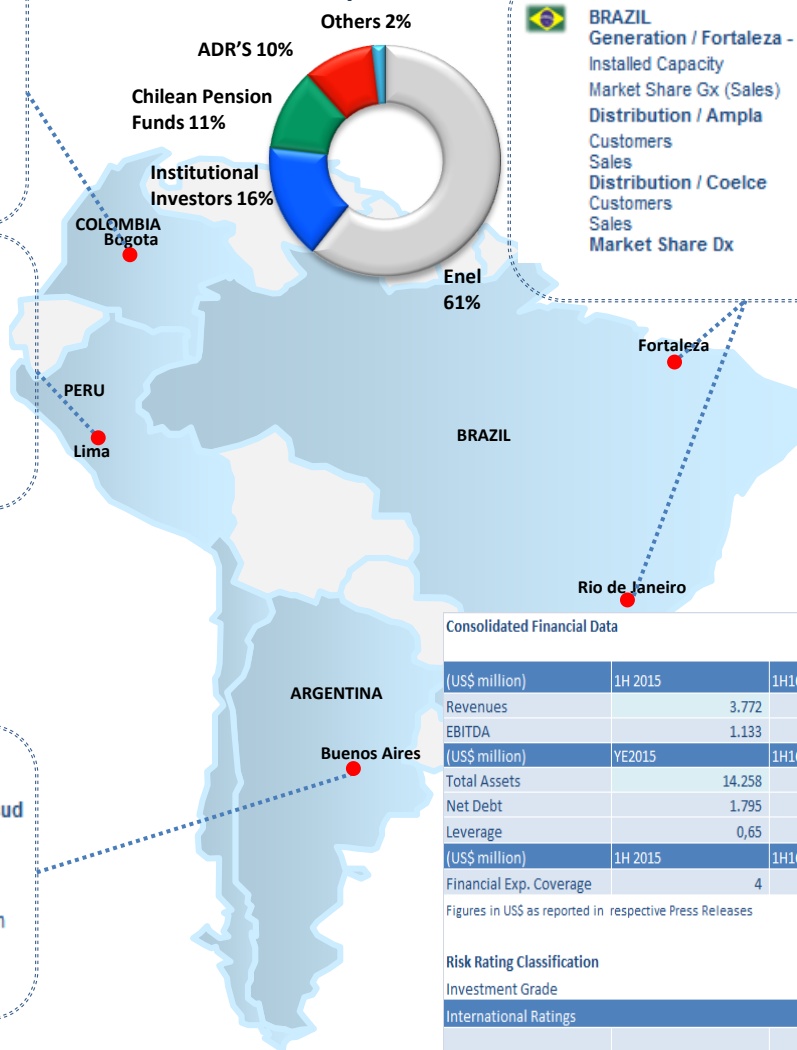 Others 2%
ADR'S 10%
Chilean Pension
Funds 11%
Institutional
Investors 16%
Enel
61%
BRAZIL
Generation / Fortaleza -
Installed Capacity
Market Share Gx (Sales)
Distribution / Ampla
Customers
Sales
Distribution / Coelce
Customers
Sales
Market Share Dx
COLOMBIA
Bogota
Fortaleza
PERU
BRAZIL
Lima
Rio de Janeiro
ARGENTINA
Buenos Aires
ud
Consolidated Financial Data
(US$ million) 1H 2015
Revenues 3.772
EBITDA 1.133
(US$ million) YE2015
Total Assets 14.258
Net Debt 1.795
Leverage 0,65
(US$ million) 1H 2015
Financial Exp. Coverage 4
Figures in US$ as reported in respective Press Releases
Risk Rating Classification
Investment Grade
International Ratings